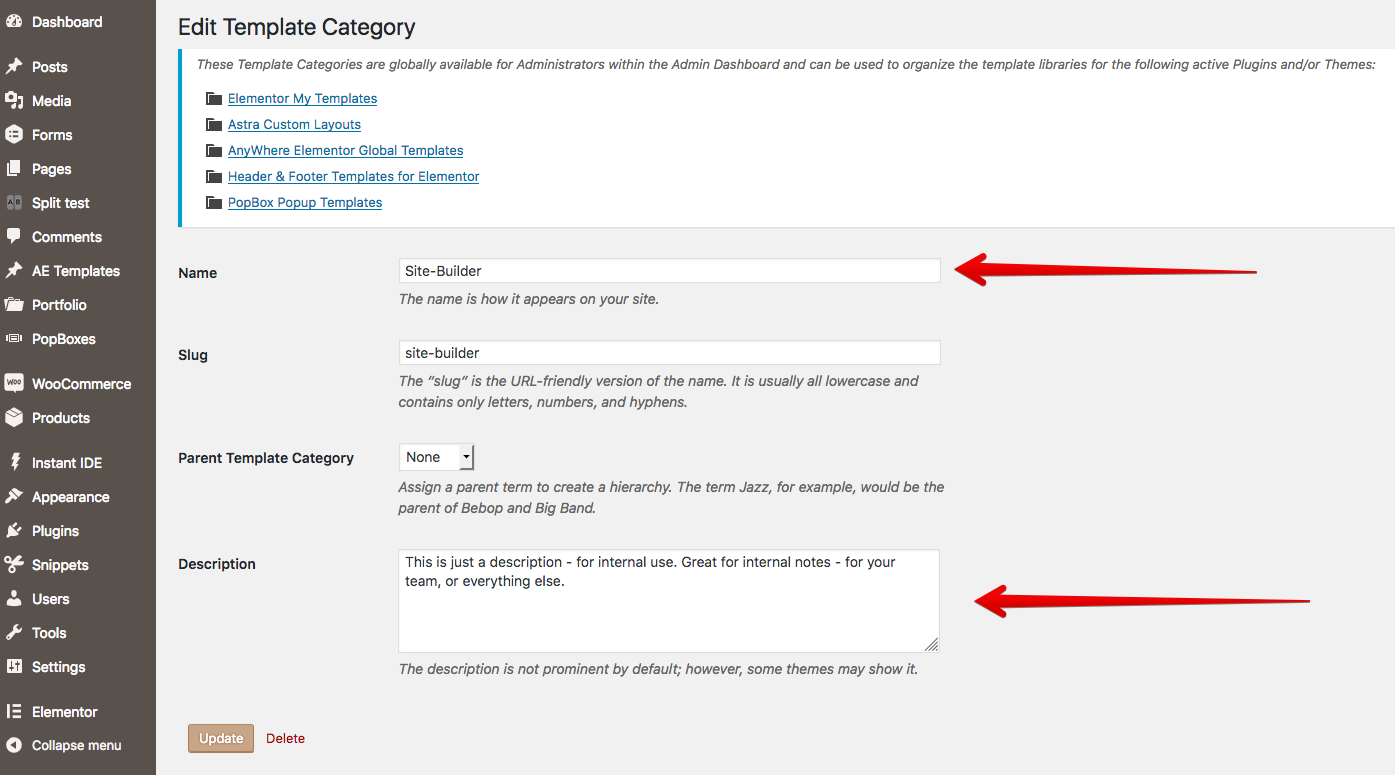 Dashboard
Posts
Media
Forms
Pages
Split test
Comments
AE Templates
Portfolio
PopBoxes
WooCommerce
Products
Instant IDE
Appearance
Plugins
Snippets
Users
Tools
Settings
Elementor
Collapse menu
Edit Template Category
These Template Categories are globally available for Administrators within the Admin Dashboard and can be used to organize the template libraries for the following active Plugins and/or Themes:
Elementor My Templates
Astra Custom Layouts
AnyWhere Elementor Global Templates
Header & Footer Templates for Elementor
PopBox Popup Templates
Name
Site-Builder
The name is how it appears on your site.
Slug
site-builder
The “slug” is the URL-friendly version of the name. It is usually all lowercase and
contains only letters, numbers, and hyphens.
Parent Template Category
None
Assign a parent term to create a hierarchy. The term Jazz, for example, would be the
parent of Bebop and Big Band.
Description
This is just a description - for internal use. Great for internal notes - for your
team, or everything else.
The description is not prominent by default; however, some themes may show it.
Update Delete